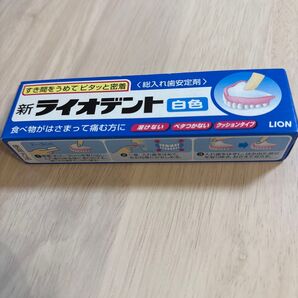 すき間をうめてピタッと密着
〈総入れ歯安定剤〉
新ライオデント 白色
食べ物がはさまって痛む方に
溶けない
ベタつかない
クッションタイプ
LION